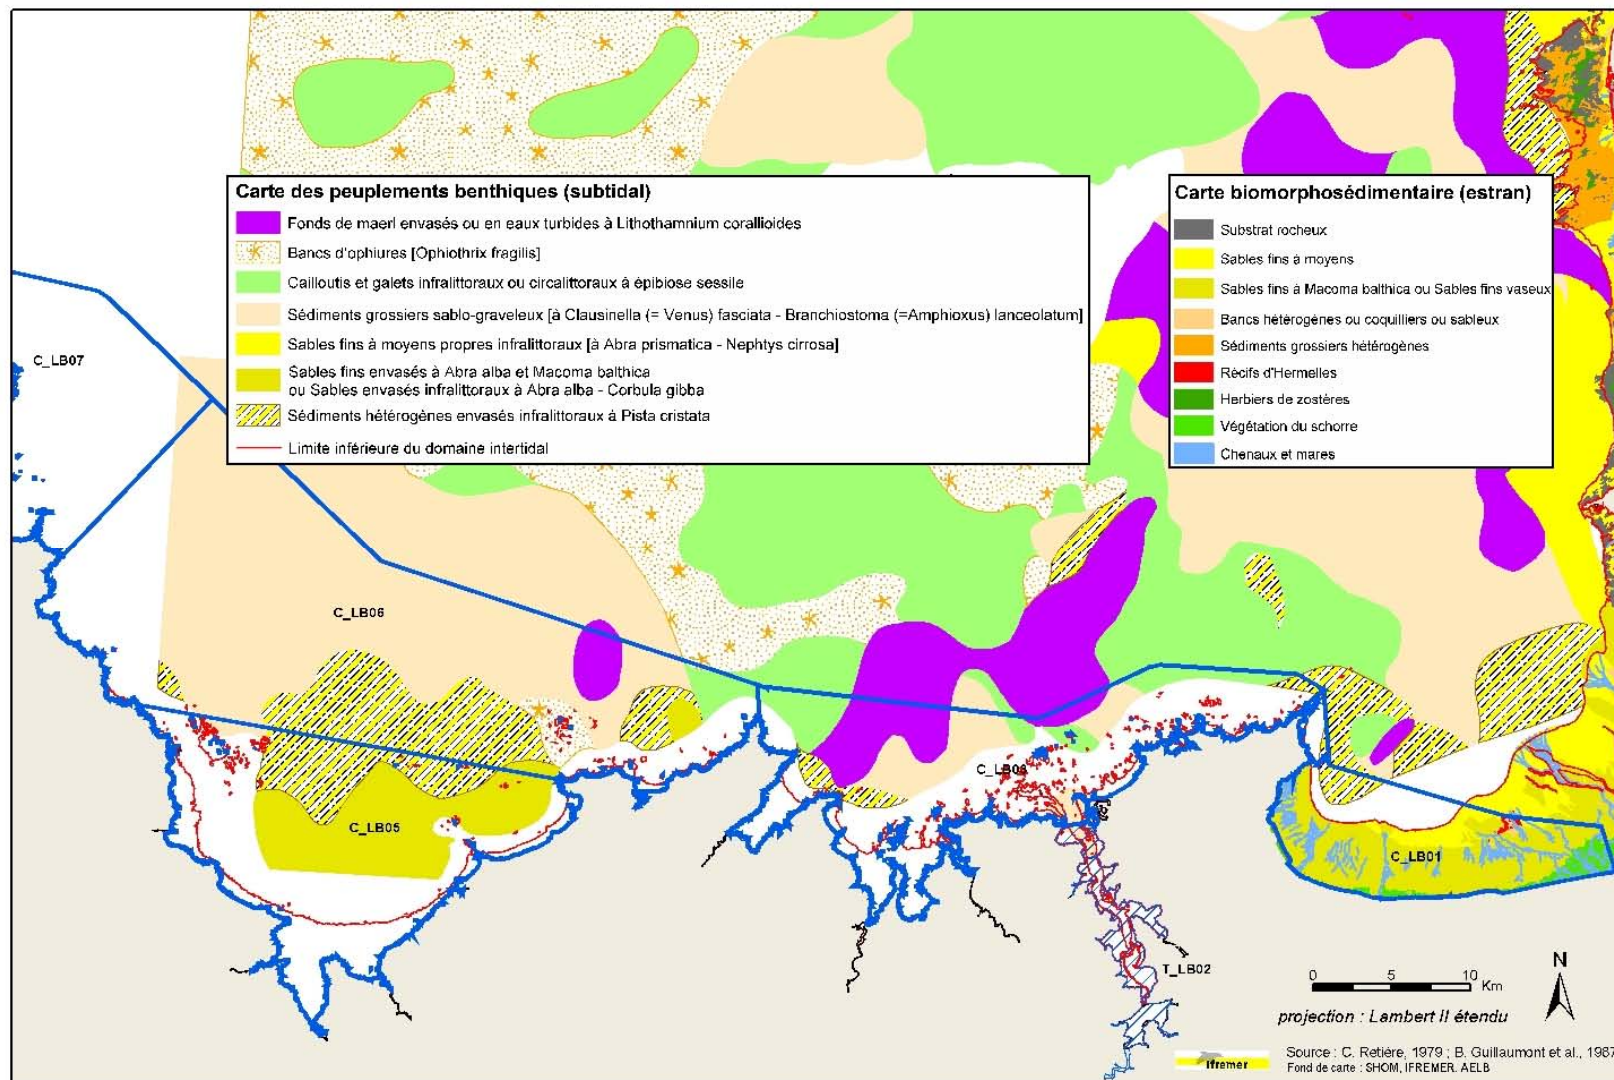 Carte des peuplements benthiques (subtidal)
Fonds de maerl envasés ou en eaux turbides à Lithothamnium corallioides
Bancs d'ophiures [Ophiothrix fragilis]
Cailloutis et galets infralittoraux ou circalittoraux à épibiose sessile
Sédiments grossiers sablo-graveleux [à Clausinella (= Venus) fasciata - Branchiostoma (=Amphioxus) lanceolatum]
Sables fins à moyens propres infralittoraux [à Abra prismatica - Nephtys cirrosa]
Sables fins envasés à Abra alba et Macoma balthica
ou Sables envasés infralittoraux à Abra alba - Corbula gibba
Sédiments hétérogènes envasés infralittoraux à Pista cristata
Limite inférieure du domaine intertidal
Carte biomorphosédimentaire (estran)
Substrat rocheux
Sables fins à moyens
Sables fins à Macoma balthica ou Sables fins vaseux
Bancs hétérogènes ou coquilliers ou sableux
Sédiments grossiers hétérogènes
Récifs d'Hermelles
Herbiers de zostères
Végétation du schorre
Chenaux et mares
C_LB07
C_LB06
C_LB03
C_LB05
C_LB01
T_LB02
N
0 5 10
Km
projection : Lambert II étendu
Ifremer
Source : C. Retière, 1979 ; B. Guillaumont et al., 1987
Fond de carte : SHOM, IFREMER, AELB